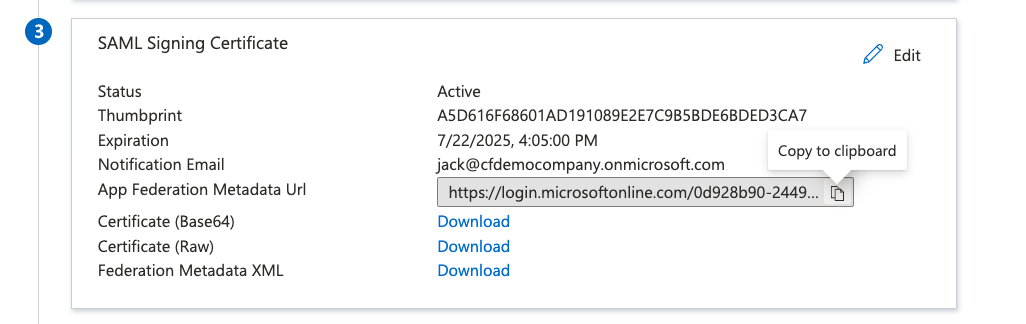 3
SAML Signing Certificate
Edit
Status Active
Thumbprint A5D616F68601AD191089E2E7C9B5BDE6BDED3CA7
Expiration 7/22/2025, 4:05:00 PM
Notification Email jack@cfdemocompany.onmicrosoft.com
Copy to clipboard
App Federation Metadata Url https://login.microsoftonline.com/0d928b90-2449...
Certificate (Base64) Download
Certificate (Raw) Download
Federation Metadata XML Download